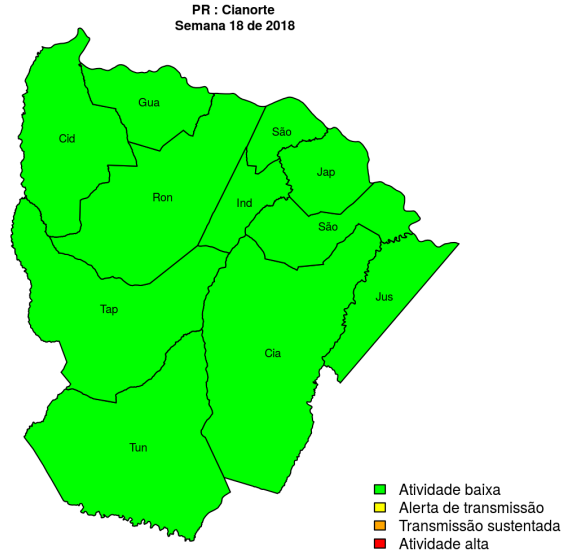 PR : Cianorte
Semana 18 de 2018
Gua
São
Cid
Jap
Ron
Ind
São
Jus
Tap
Cia
Tun
Atividade baixa
Alerta de transmissão
Transmissão sustentada
Atividade alta